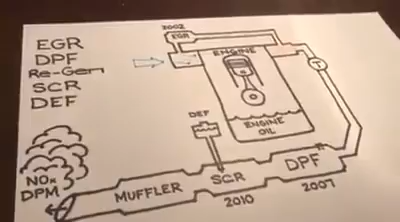 EGR
DPF
Re-Gen
SCR
DEF
2002
EGR
ENGINE
T
ENGINE
OIL
DEF
NOx
DPM
MUFFLER
SCR
DPF
2010
2007